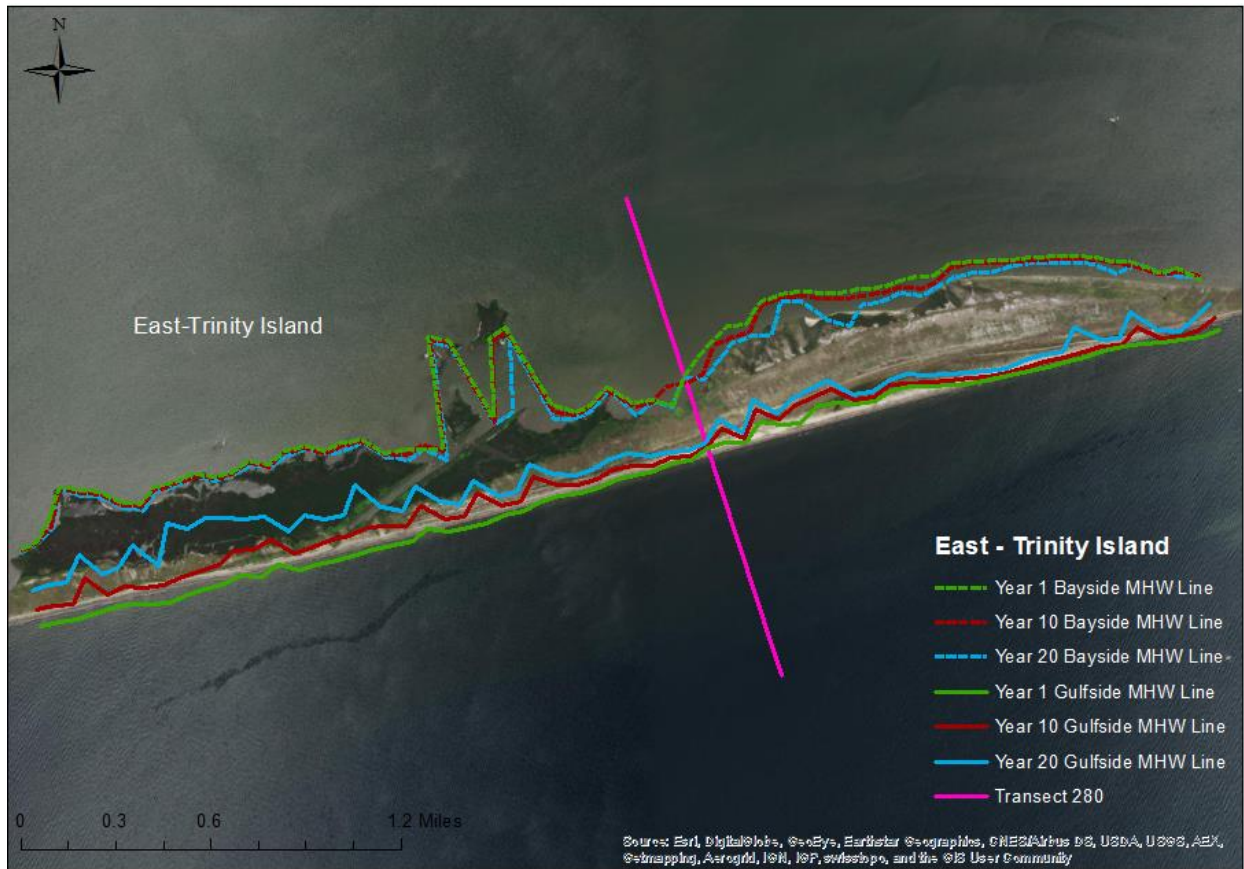 N
East-Trinity Island
East - Trinity Island
Year 1 Bayside MHW Line
Year 10 Bayside MHW Line
Year 20 Bayside MHW Line
Year 1 Gulfside MHW Line
Year 10 Gulfside MHW Line
Year 20 Gulfside MHW Line
Transect 280
0 0.3 0.6 1.2 Miles
Source: Esri, DigitalGlobe, GeoEye, Earthstar Geographics, CNES/Airbus DS, USDA, USGS, AEX,
Getmapping, Aerogrid, IGN, IGP, swisstopo, and the GIS User Community